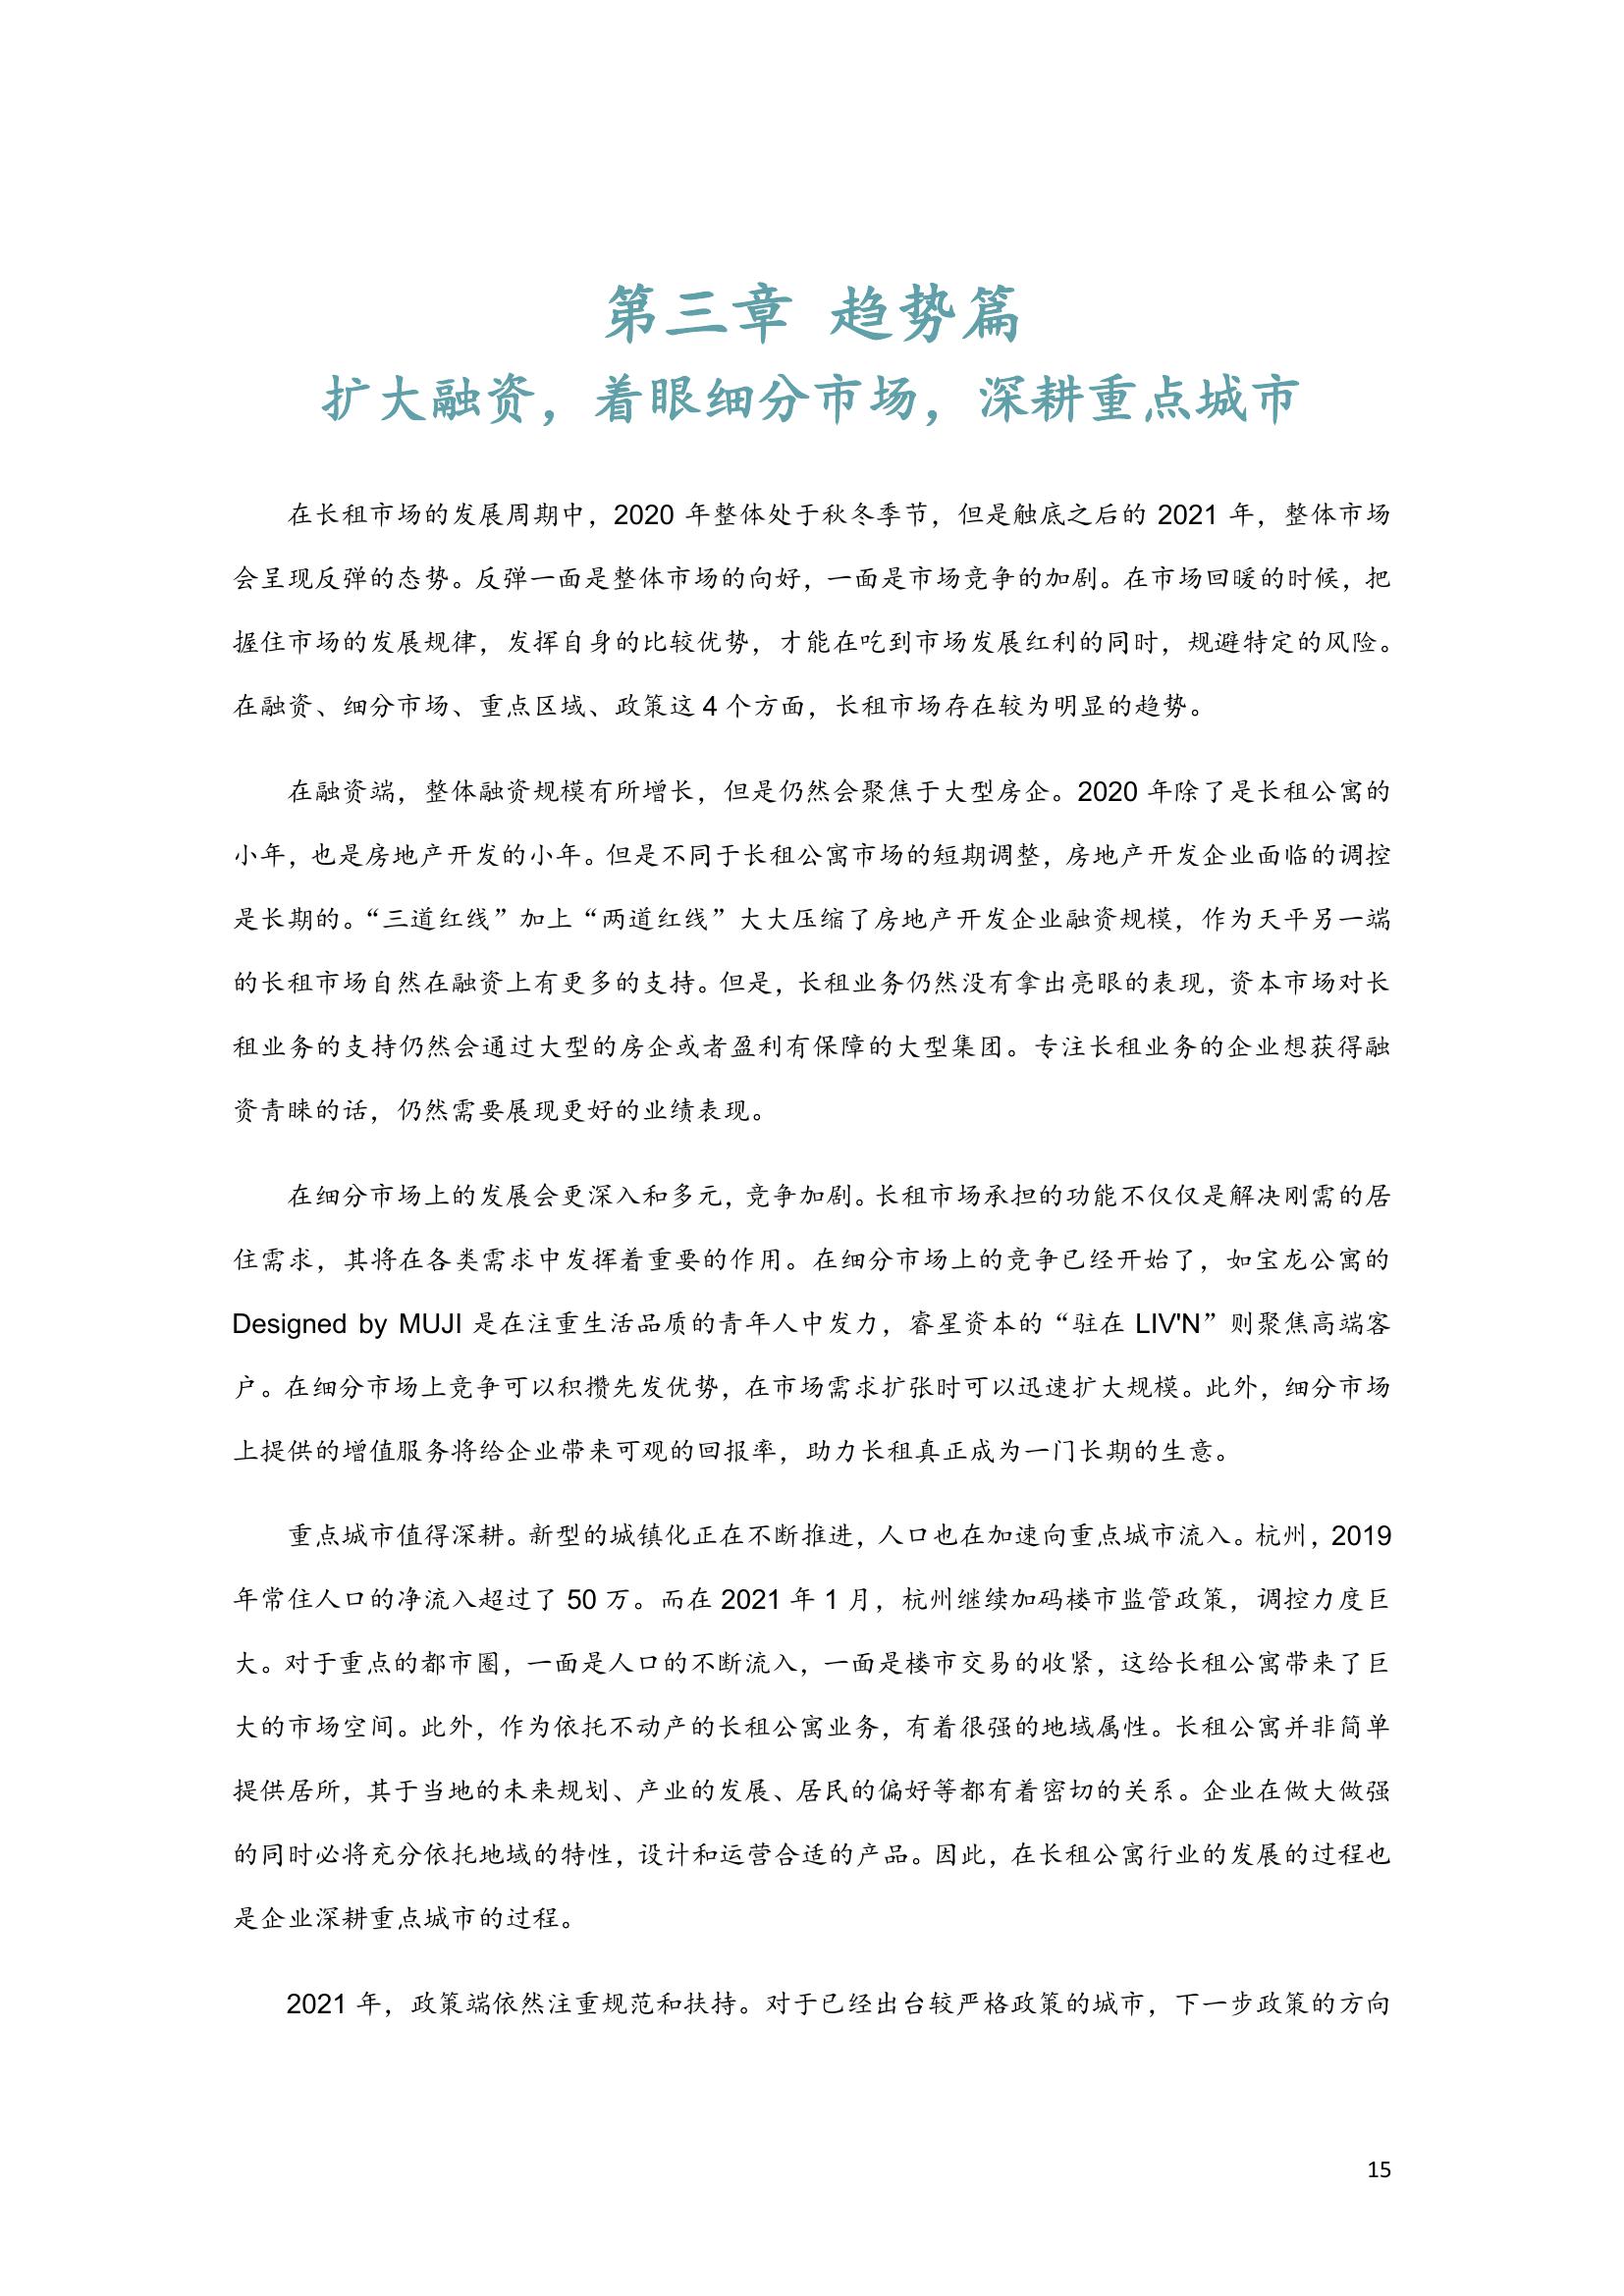 第三章 趋势篇
扩大融资，着眼细分市场，深耕重点城市
在长租市场的发展周期中，2020 年整体处于秋冬季节，但是触底之后的 2021 年，整体市场
会呈现反弹的态势。反弹一面是整体市场的向好，一面是市场竞争的加剧。在市场回暖的时候，把
握住市场的发展规律，发挥自身的比较优势，才能在吃到市场发展红利的同时，规避特定的风险。
在融资、细分市场、重点区域、政策这 4 个方面，长租市场存在较为明显的趋势。
在融资端，整体融资规模有所增长，但是仍然会聚焦于大型房企。2020 年除了是长租公寓的
小年，也是房地产开发的小年。但是不同于长租公寓市场的短期调整，房地产开发企业面临的调控
是长期的。“三道红线”加上“两道红线”大大压缩了房地产开发企业融资规模，作为天平另一端
的长租市场自然在融资上有更多的支持。但是，长租业务仍然没有拿出亮眼的表现，资本市场对长
租业务的支持仍然会通过大型的房企或者盈利有保障的大型集团。专注长租业务的企业想获得融
资青睐的话，仍然需要展现更好的业绩表现。
在细分市场上的发展会更深入和多元，竞争加剧。长租市场承担的功能不仅仅是解决刚需的居
住需求，其将在各类需求中发挥着重要的作用。在细分市场上的竞争已经开始了，如宝龙公寓的
Designed by MUJI 是在注重生活品质的青年人中发力，睿星资本的“驻在 LIV'N”则聚焦高端客
户。在细分市场上竞争可以积攒先发优势，在市场需求扩张时可以迅速扩大规模。此外，细分市场
上提供的增值服务将给企业带来可观的回报率，助力长租真正成为一门长期的生意。
重点城市值得深耕。新型的城镇化正在不断推进，人口也在加速向重点城市流入。杭州，2019
年常住人口的净流入超过了 50 万。而在 2021 年 1 月，杭州继续加码楼市监管政策，调控力度巨
大。对于重点的都市圈，一面是人口的不断流入，一面是楼市交易的收紧，这给长租公寓带来了巨
大的市场空间。此外，作为依托不动产的长租公寓业务，有着很强的地域属性。长租公寓并非简单
提供居所，其于当地的未来规划、产业的发展、居民的偏好等都有着密切的关系。企业在做大做强
的同时必将充分依托地域的特性，设计和运营合适的产品。因此，在长租公寓行业的发展的过程也
是企业深耕重点城市的过程。
2021 年，政策端依然注重规范和扶持。对于已经出台较严格政策的城市，下一步政策的方向
15